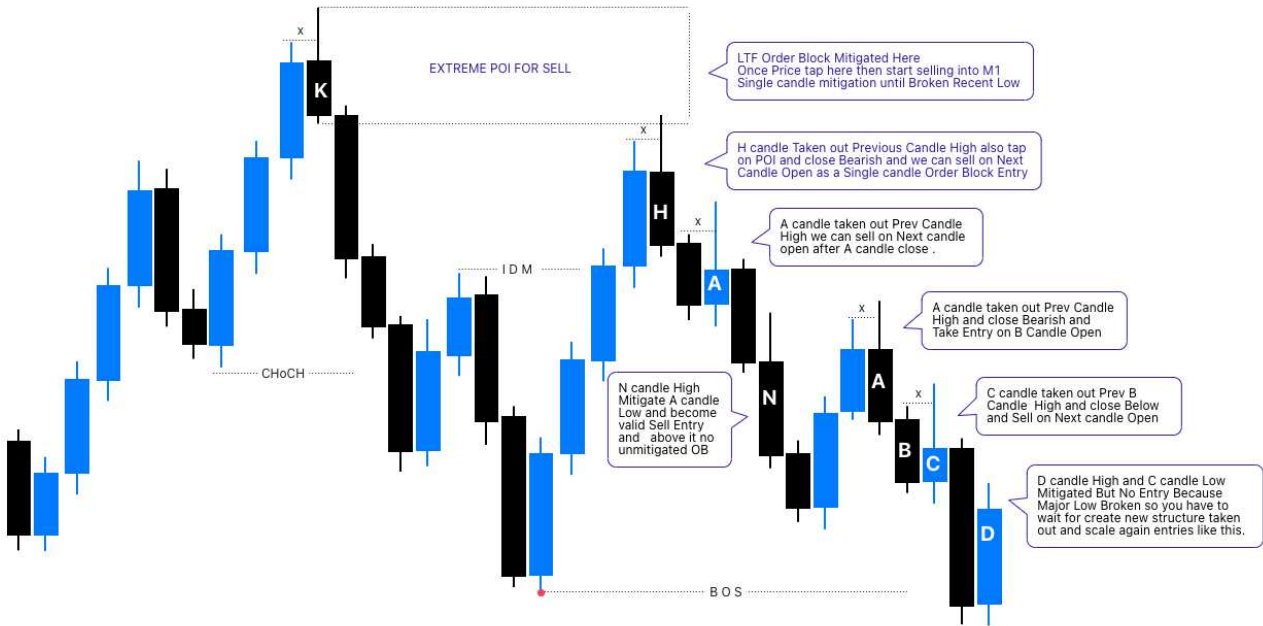 x
K
EXTREME POI FOR SELL
LTF Order Block Mitigated Here
Once Price tap here then start selling into M1
Single candle mitigation until Broken Recent Low
x
H
H candle Taken out Previous Candle High also tap
on POI and close Bearish and we can sell on Next
Candle Open as a Single candle Order Block Entry
x
A
A candle taken out Prev Candle
High we can sell on Next candle
open after A candle close .
I D M
CHoCH
N candle High
Mitigate A candle
Low and become
valid Sell Entry
and above it no
unmitigated OB
N
x
A
A candle taken out Prev Candle
High and close Bearish and
Take Entry on B Candle Open
x
B
C
C candle taken out Prev B
Candle High and close Below
and Sell on Next candle Open
D candle High and C candle Low
Mitigated But No Entry Because
Major Low Broken so you have to
wait for create new structure taken
out and scale again entries like this.
D
B O S